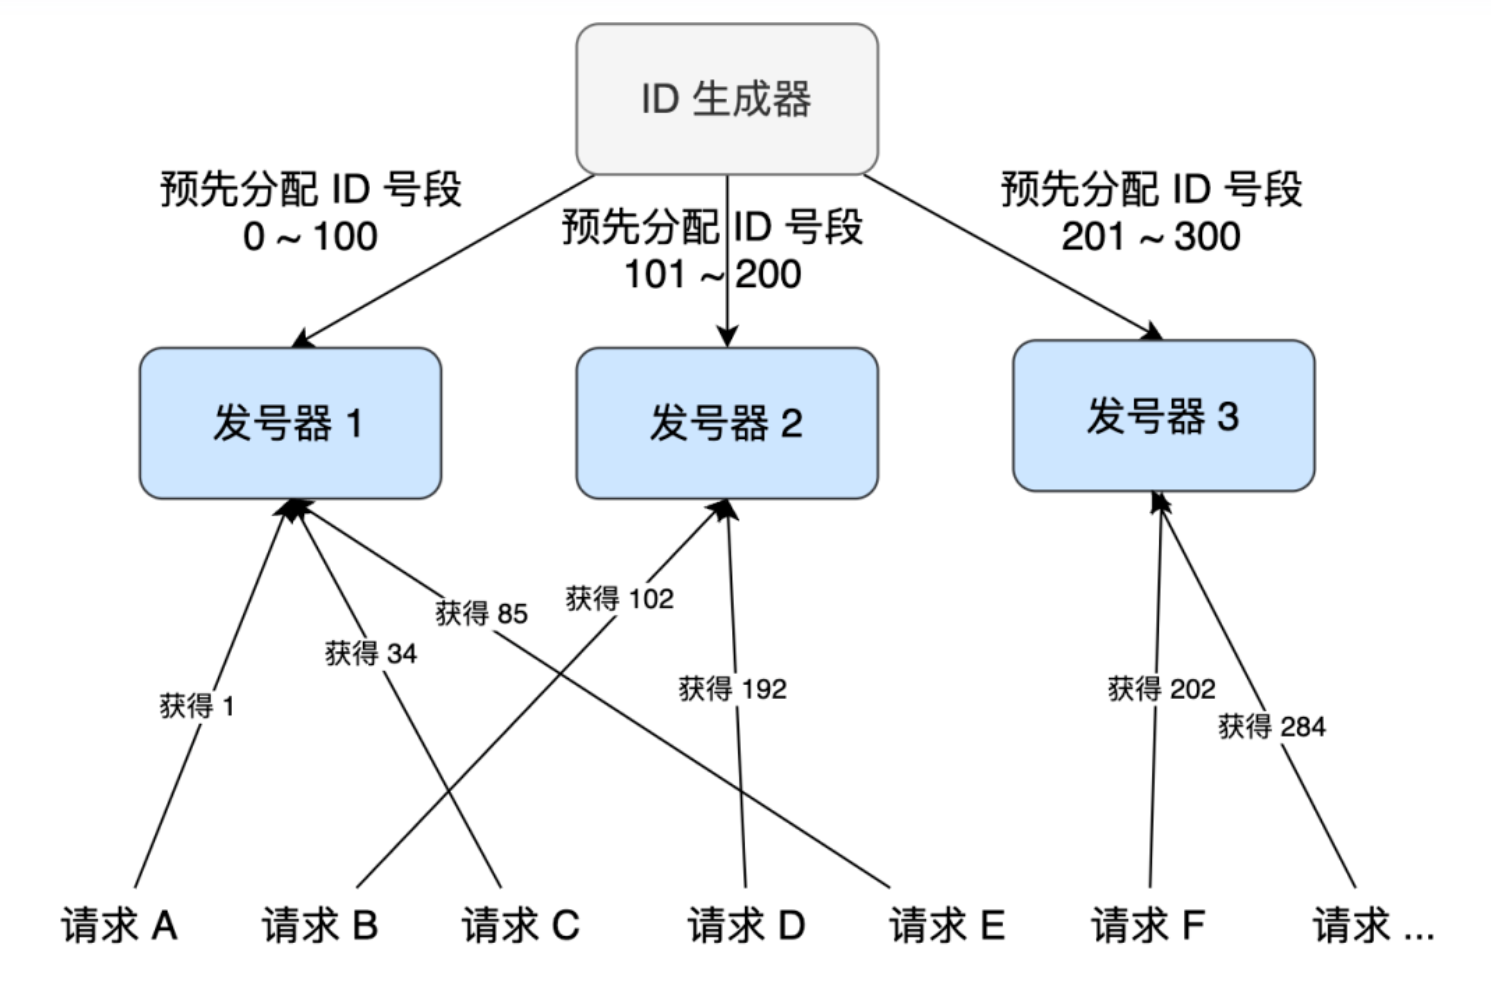 ID 生成器
预先分配 ID 号段
0 ~ 100
预先分配 ID 号段
101 ~ 200
预先分配 ID 号段
201 ~ 300
发号器 1
发号器 2
发号器 3
获得 1
获得 34
获得 85
获得 102
获得 192
获得 202
获得 284
请求 A
请求 B
请求 C
请求 D
请求 E
请求 F
请求 ...